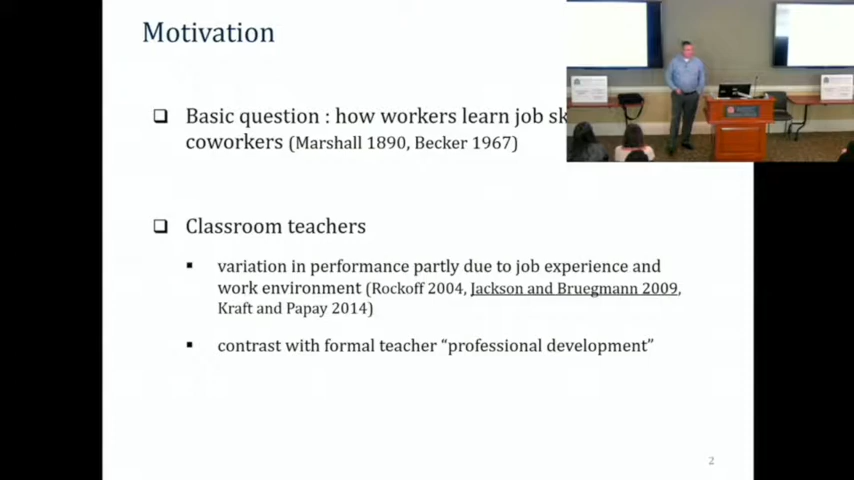 Motivation
Basic question : how workers learn job sk
coworkers (Marshall 1890, Becker 1967)
Classroom teachers
variation in performance partly due to job experience and
work environment (Rockoff 2004, Jackson and Bruegmann 2009,
Kraft and Papay 2014)
contrast with formal teacher “professional development”
2